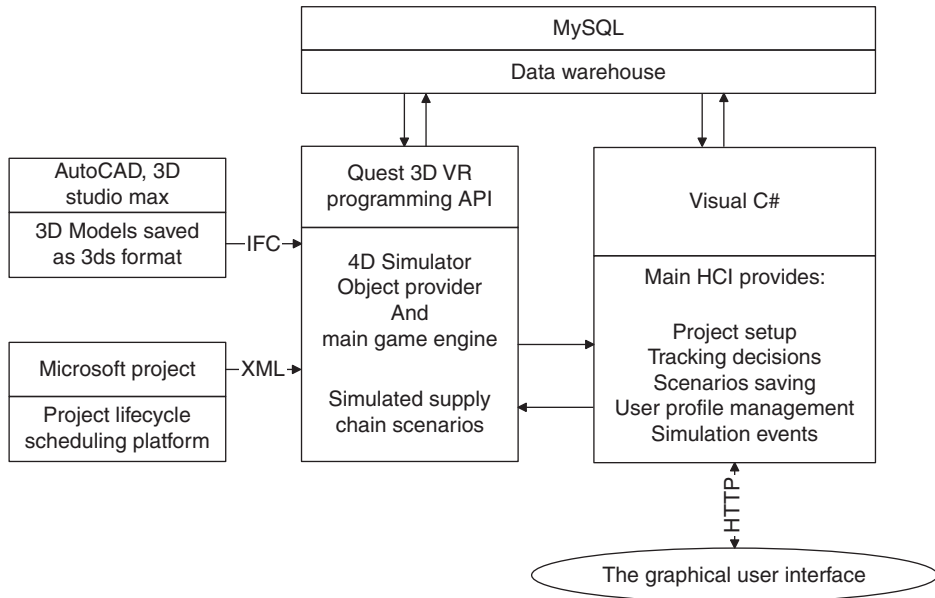 MySQL
Data warehouse
AutoCAD, 3D
studio max
3D Models saved
as 3ds format
IFC
Microsoft project
XML
Project lifecycle
scheduling platform
Quest 3D VR
programming API
4D Simulator
Object provider
And
main game engine
Simulated supply
chain scenarios
Visual C#
Main HCI provides:
Project setup
Tracking decisions
Scenarios saving
User profile management
Simulation events
HTTP
The graphical user interface